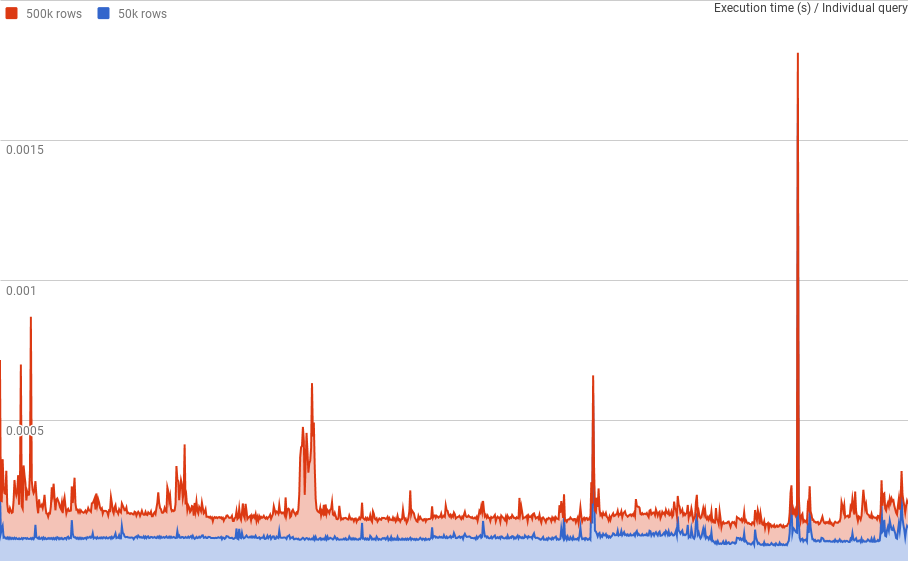 500k rows
50k rows
Execution time (s) / Individual query
0.0015
0.001
0.0005